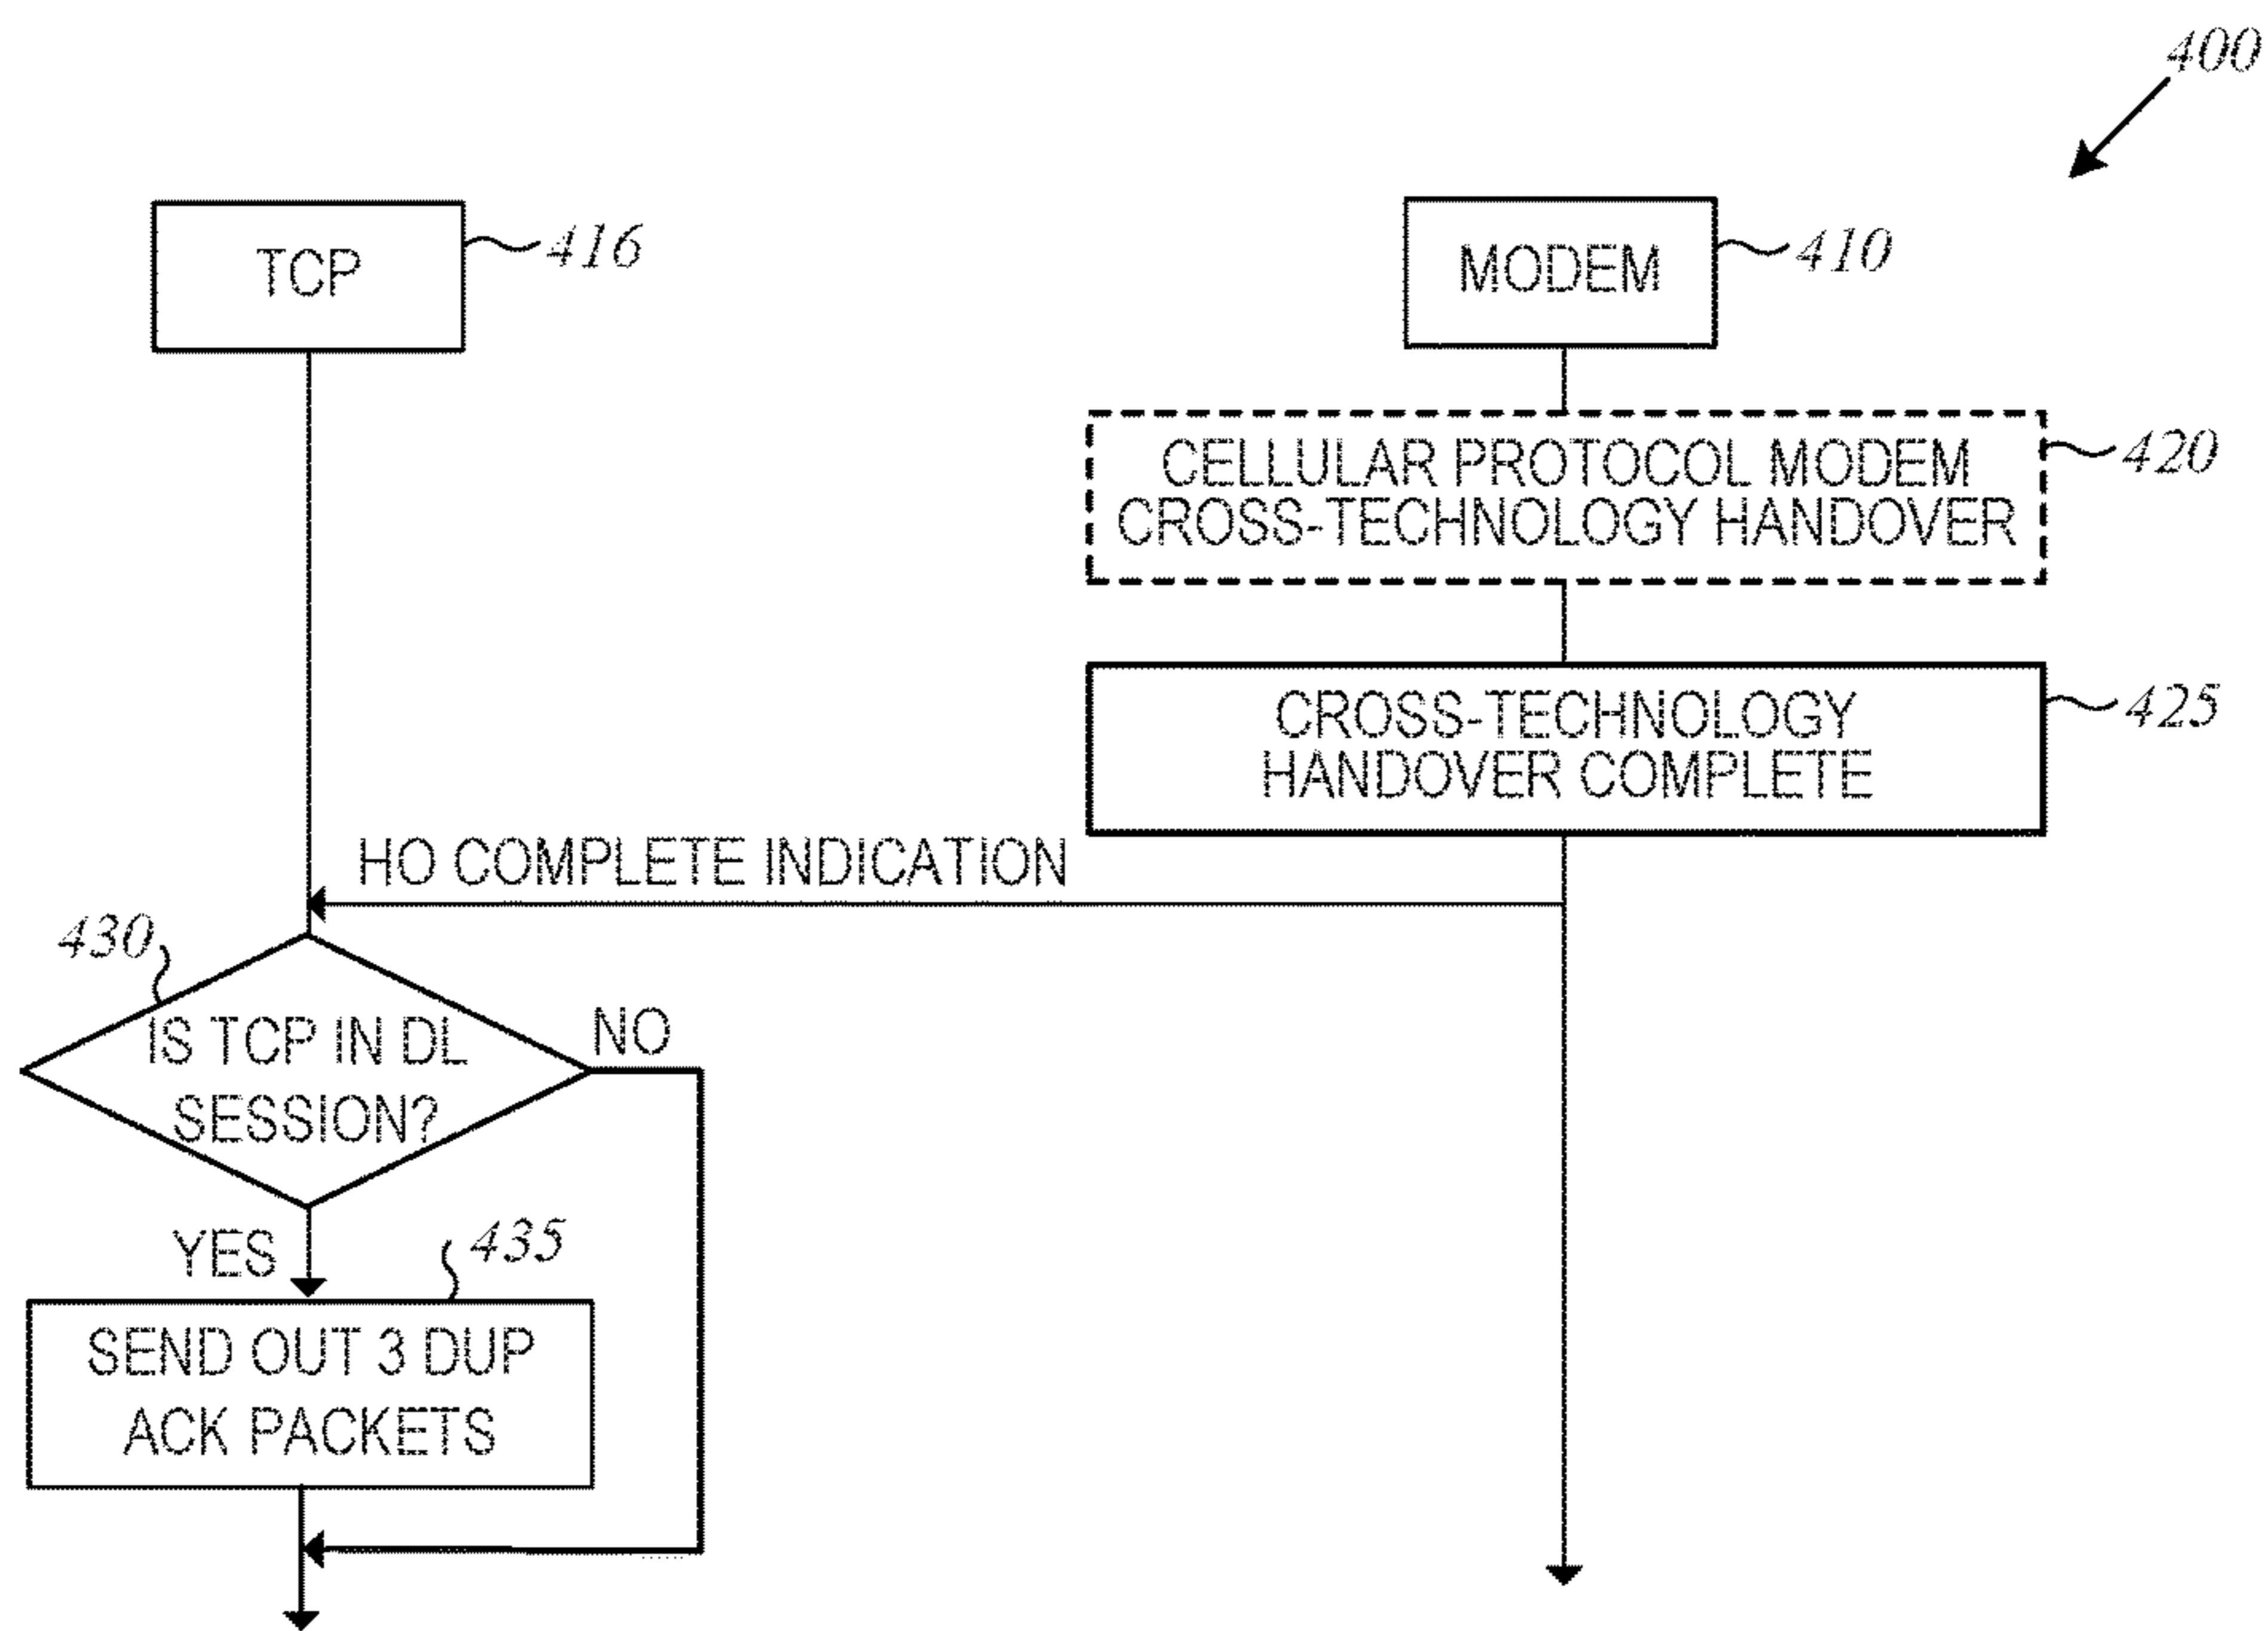 400
TCP
416
MODEM
410
CELLULAR PROTOCOL MODEM
CROSS-TECHNOLOGY HANDOVER
420
CROSS-TECHNOLOGY
HANDOVER COMPLETE
425
HO COMPLETE INDICATION
430
IS TCP IN DL
SESSION?
NO
YES
435
SEND OUT 3 DUP
ACK PACKETS